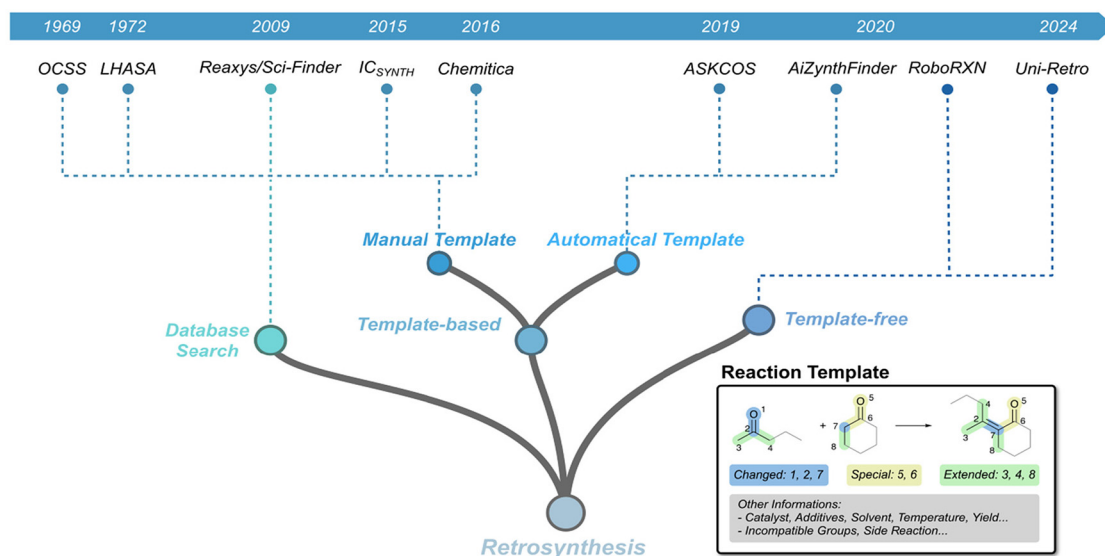 1969 1972 2009 2015 2016 2019 2020 2024
OCSS LHASA Reaxys/Sci-Finder ICSYNTH Chemitica ASKCOS AiZynthFinder RoboRXN Uni-Retro
Manual Template Automatical Template
Database
Search
Template-based
Template-free
Reaction Template
O 1
2
3
4
+
O 5
6
7
8
4
O 5
6
2
3
7
8
Changed: 1, 2, 7 Special: 5, 6 Extended: 3, 4, 8
Other Informations:
- Catalyst, Additives, Solvent, Temperature, Yield...
- Incompatible Groups, Side Reaction...
Retrosynthesis